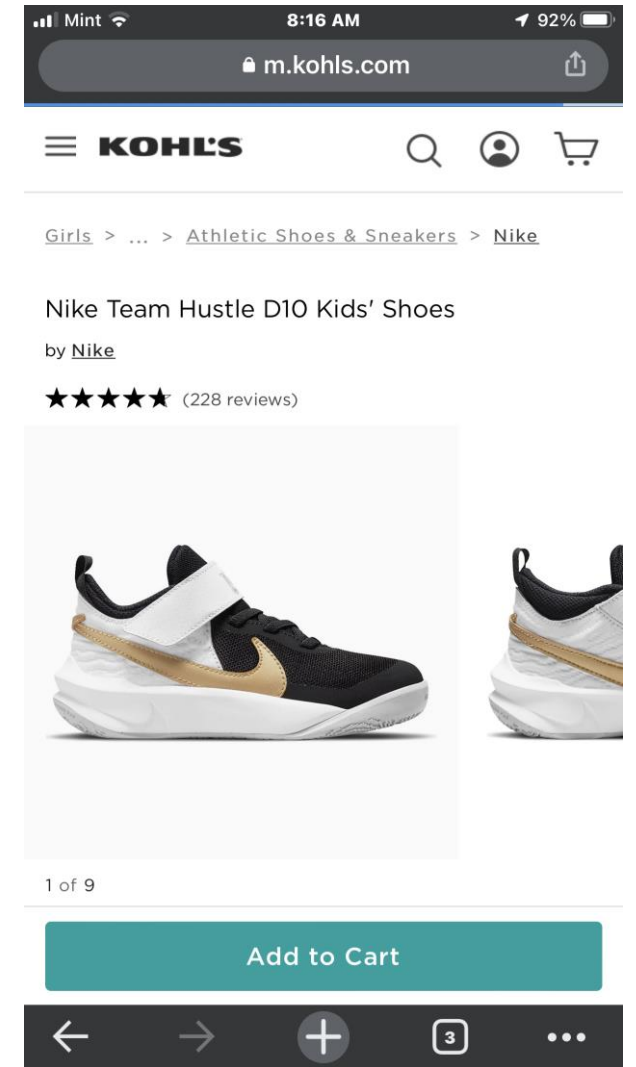 Mint 8:16 AM 92%
m.kohls.com
KOHL'S
Girls > ... > Athletic Shoes & Sneakers > Nike
Nike Team Hustle D10 Kids' Shoes
by Nike
(228 reviews)
1 of 9
Add to Cart
3